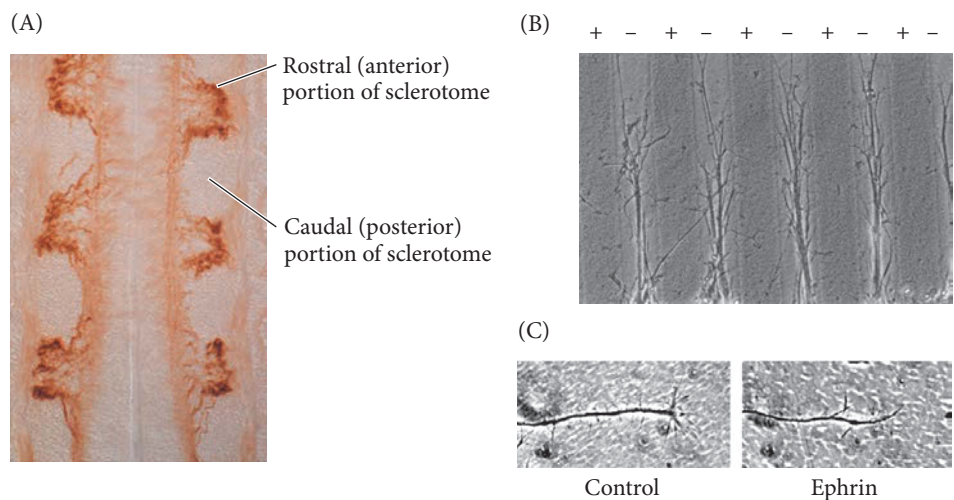 (A)
Rostral (anterior)
portion of sclerotome
Caudal (posterior)
portion of sclerotome
(B)
+ – + – + – + – + –
(C)
Control
Ephrin